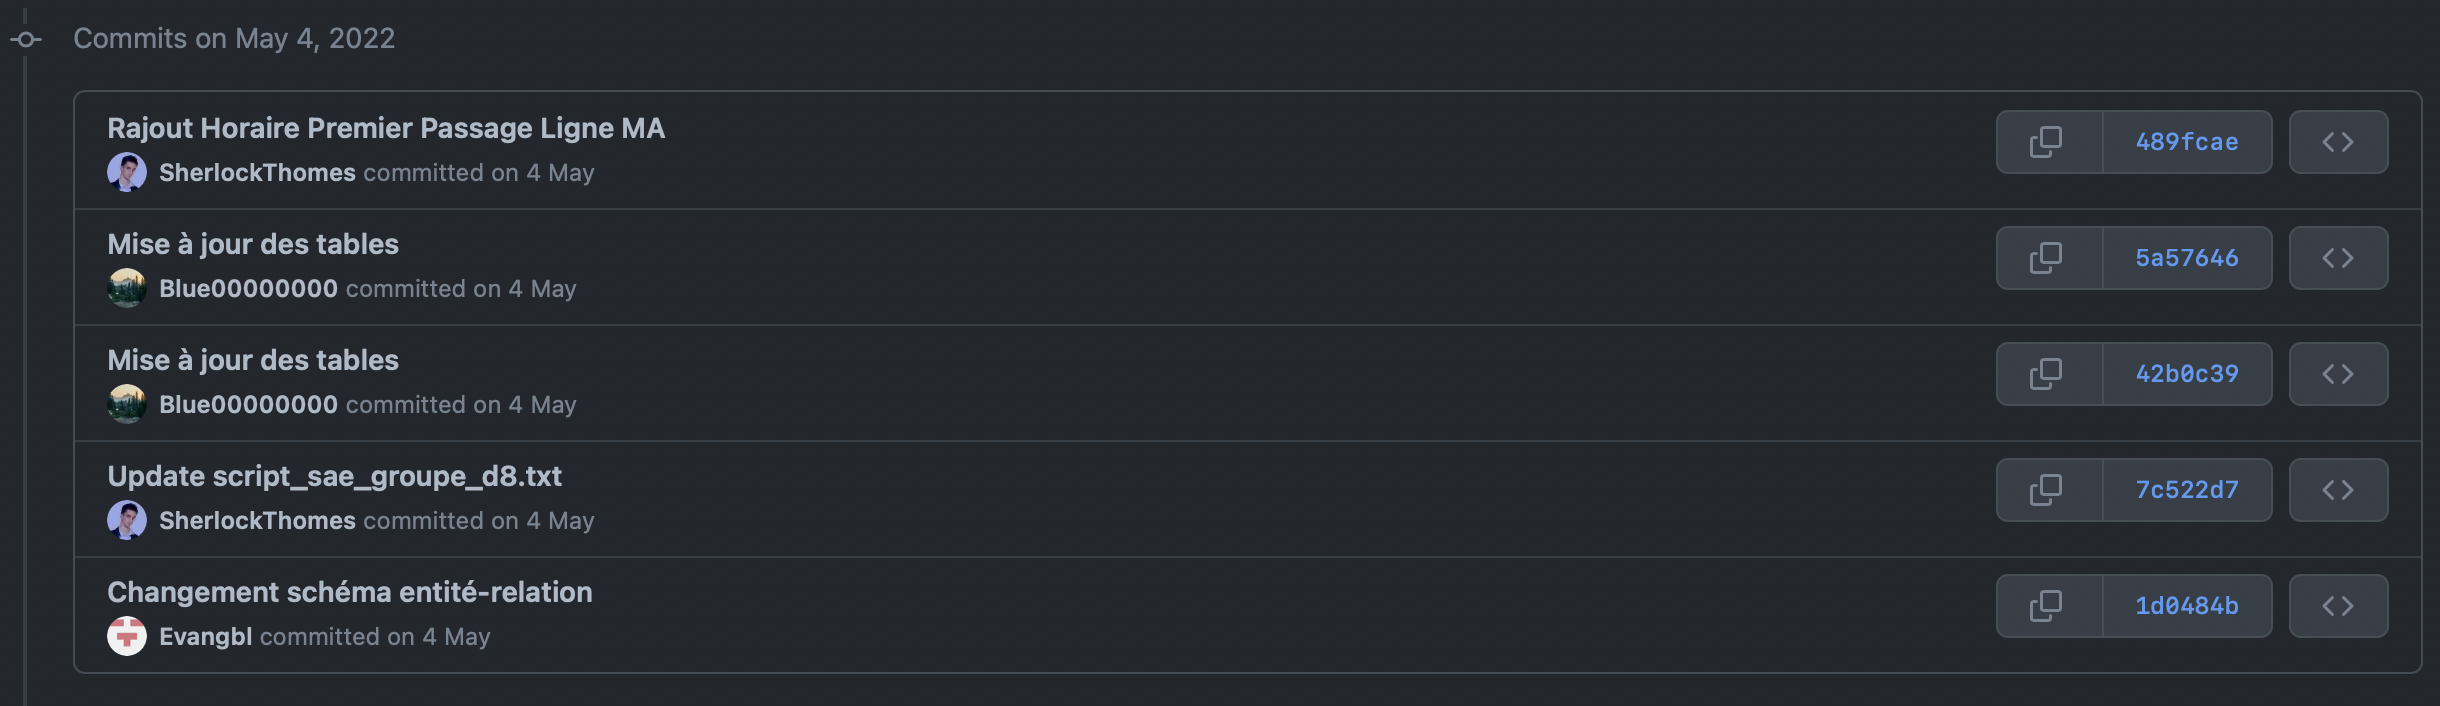 Commits on May 4, 2022
Rajout Horaire Premier Passage Ligne MA
SherlockThomes committed on 4 May
489fcae
Mise à jour des tables
Blue00000000 committed on 4 May
5a57646
Mise à jour des tables
Blue00000000 committed on 4 May
42b0c39
Update script_sae_groupe_d8.txt
SherlockThomes committed on 4 May
7c522d7
Changement schéma entité-relation
Evangbl committed on 4 May
1d0484b